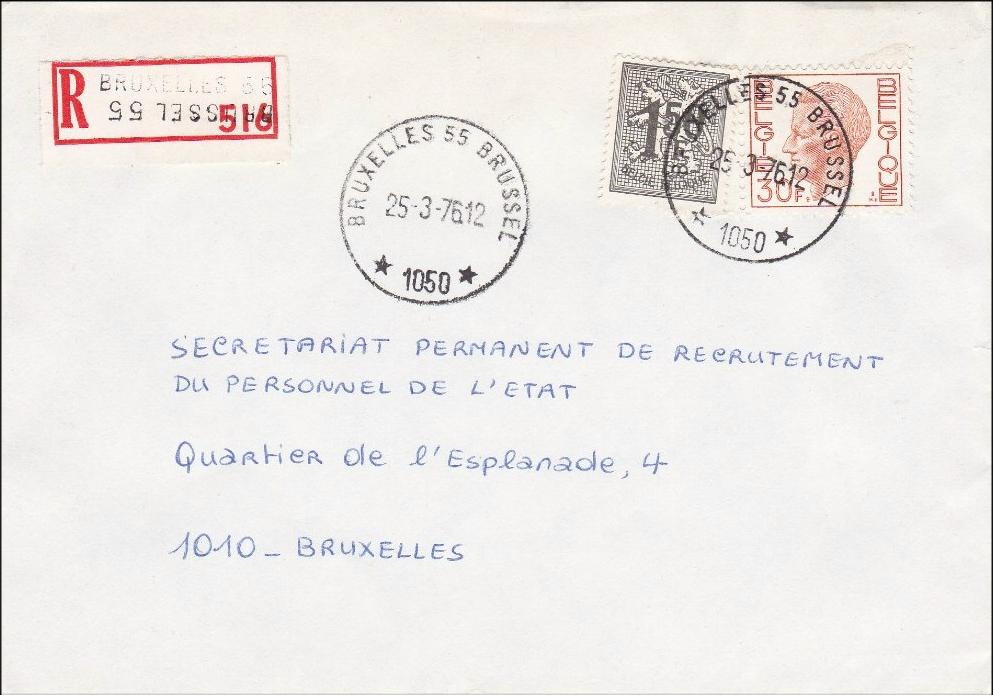 R BRUXELLES 55
BRUSSEL 55
516
BRUXELLES 55 BRUSSEL
25-3-76.12
1050
BRUXELLES 55 BRUSSEL
25-3-76.12
1050
BELGIË
BELGIQUE
30F.
SECRETARIAT PERMANENT DE RECRUTEMENT
DU PERSONNEL DE L'ETAT
Quartier de l'Esplanade, 4
1010 - BRUXELLES